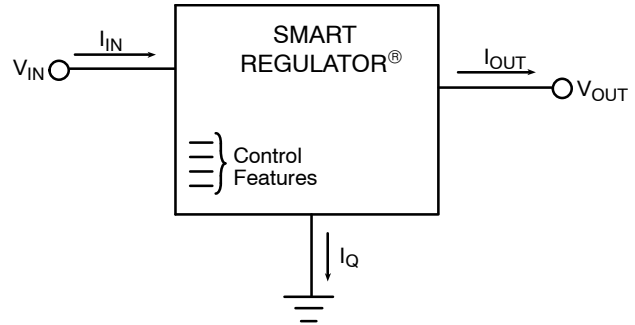 SMART
REGULATOR®
I_IN
V_IN
I_OUT
V_OUT
Control
Features
I_Q